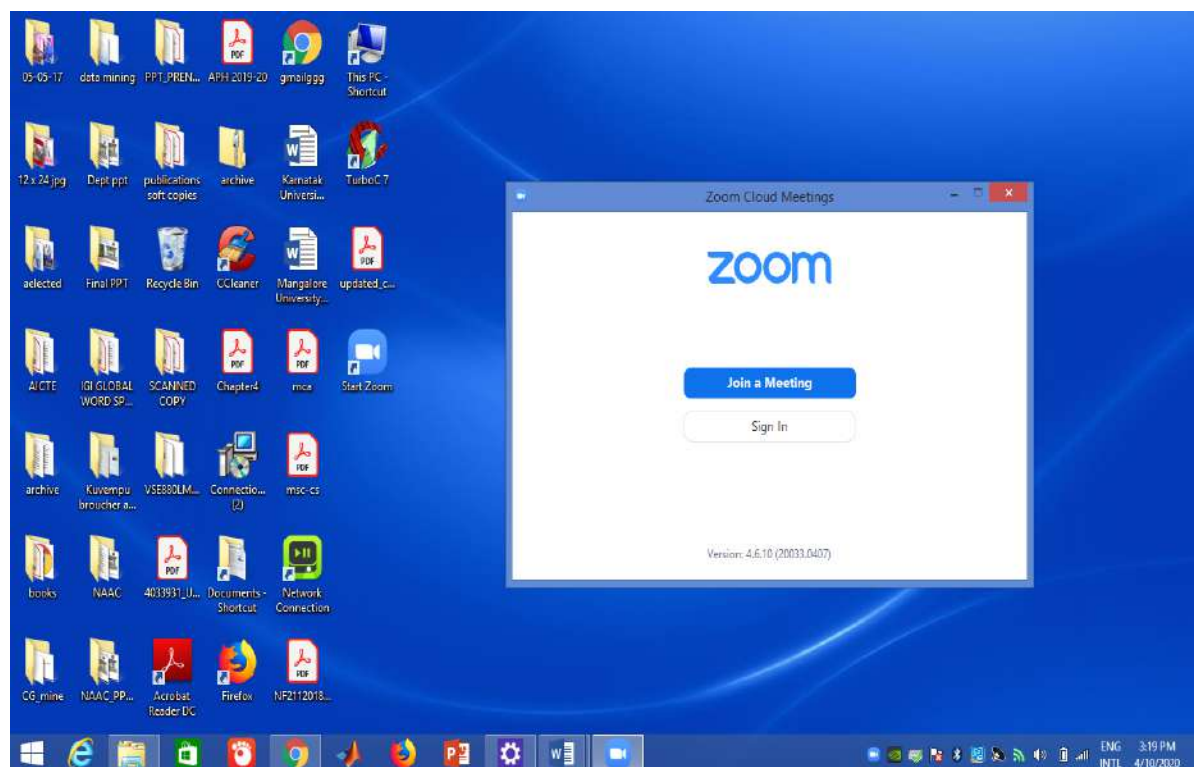 05-05-17
data mining
PPT_PREN...
APH 2019-20
gmailggg
This PC -
Shortcut
12 x 24 jpg
Dept ppt
publications
soft copies
archive
Karnatak
Universi...
TurboC 7
aelected
Final PPT
Recycle Bin
CCleaner
Mangalore
University...
updated_c...
AICTE
IGI GLOBAL
WORD SP...
SCANNED
COPY
Chapter4
mca
Start Zoom
archive
Kuvempu
broucher a...
VSE880LM...
Connectio...
(2)
msc-cs
books
NAAC
4033931_U...
Documents -
Shortcut
Network
Connection
CG_mine
NAAC_PP...
Acrobat
Reader DC
Firefox
NF2112018...
Zoom Cloud Meetings
zoom
Join a Meeting
Sign In
Version: 4.6.10 (20033.0407)
ENG
INTL
3:19 PM
4/10/2020